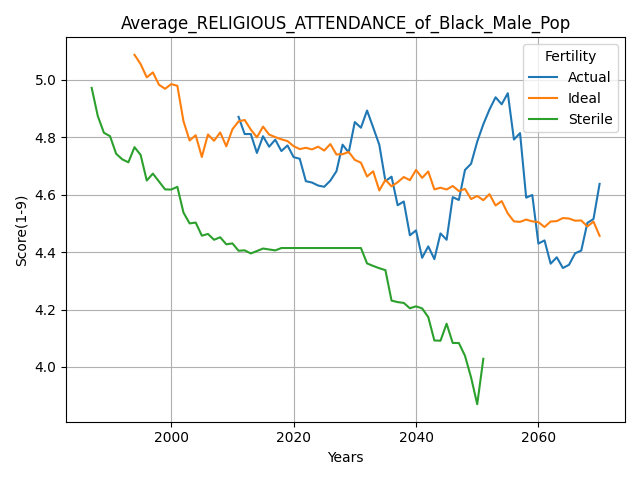 Average_RELIGIOUS_ATTENDANCE_of_Black_Male_Pop
Fertility
Actual
Ideal
Sterile
Score(1-9)
5.0
4.8
4.6
4.4
4.2
4.0
2000 2020 2040 2060
Years